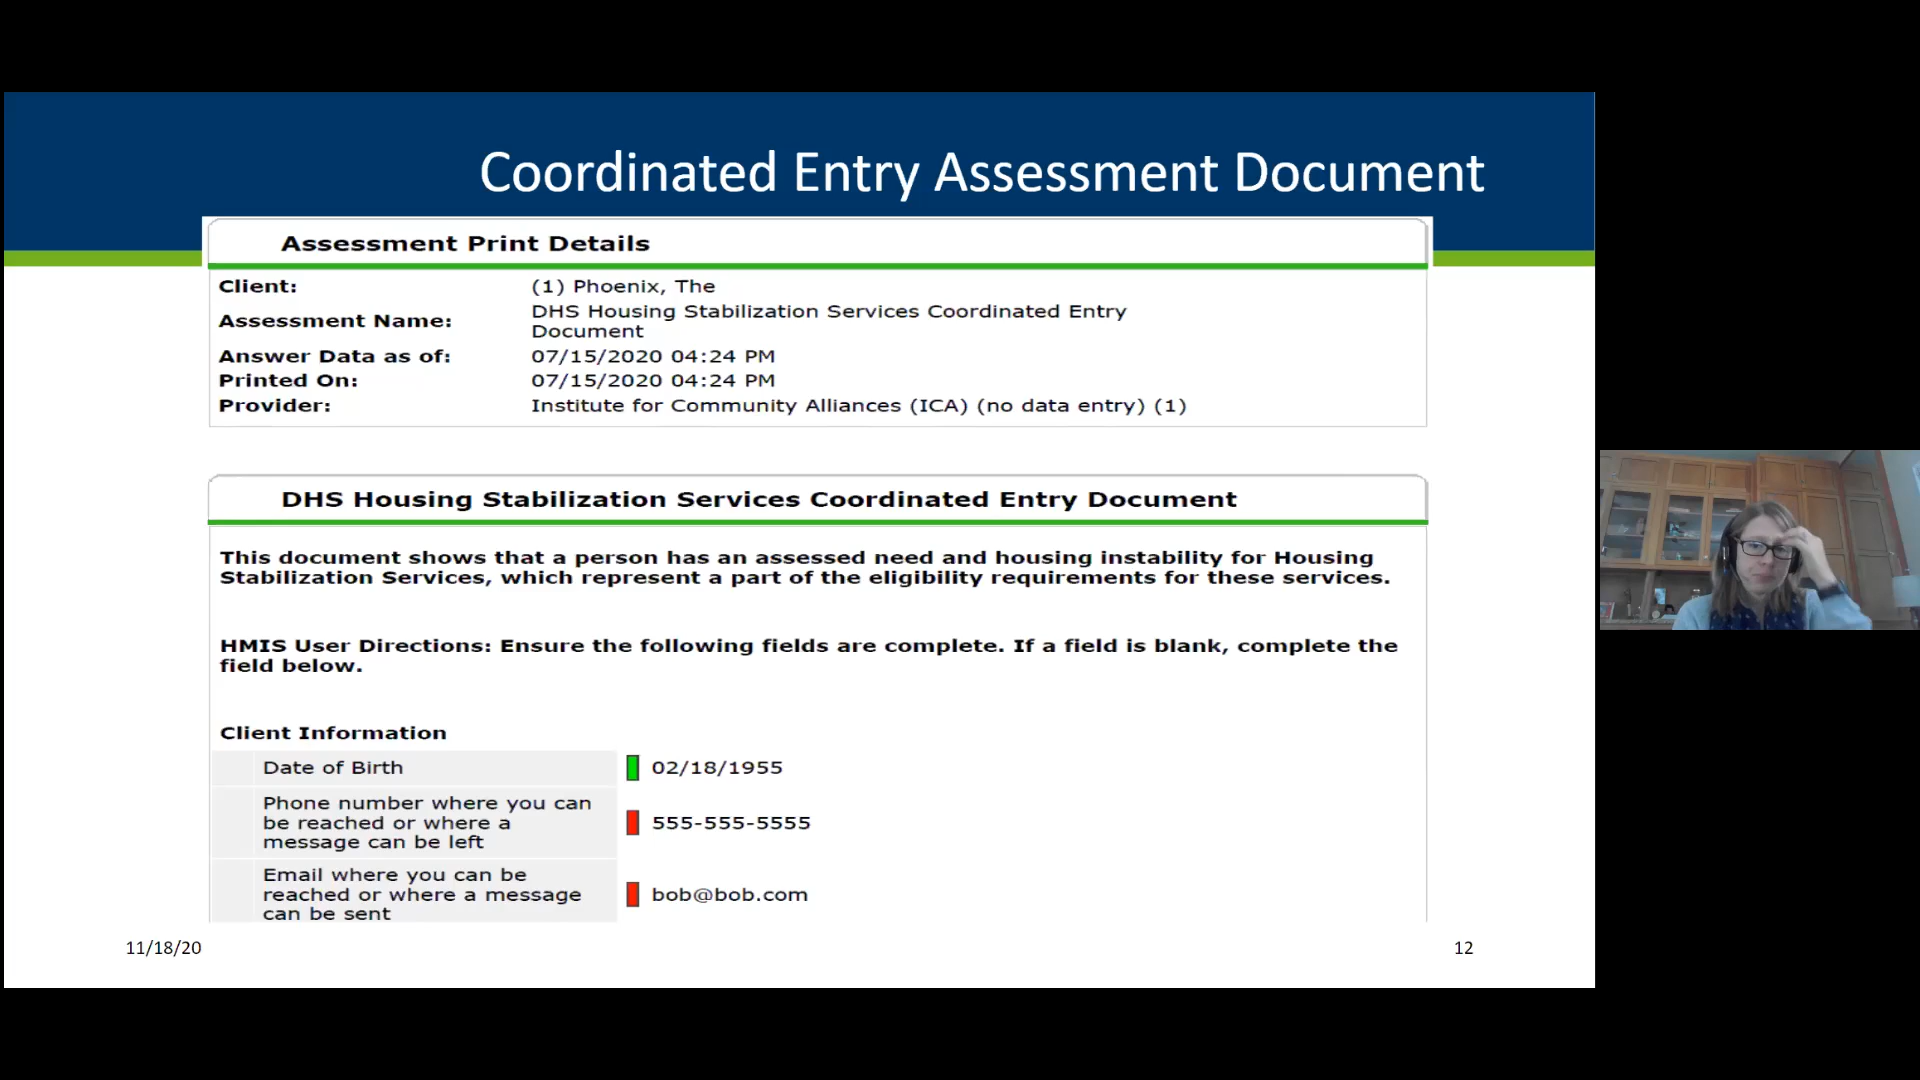 Coordinated Entry Assessment Document
Assessment Print Details
Client: (1) Phoenix, The
Assessment Name: DHS Housing Stabilization Services Coordinated Entry
Document
Answer Data as of: 07/15/2020 04:24 PM
Printed On: 07/15/2020 04:24 PM
Provider: Institute for Community Alliances (ICA) (no data entry) (1)
DHS Housing Stabilization Services Coordinated Entry Document
This document shows that a person has an assessed need and housing instability for Housing
Stabilization Services, which represent a part of the eligibility requirements for these services.
HMIS User Directions: Ensure the following fields are complete. If a field is blank, complete the
field below.
Client Information
Date of Birth 02/18/1955
Phone number where you can
be reached or where a
message can be left
555-555-5555
Email where you can be
reached or where a message
can be sent
bob@bob.com
11/18/20
12